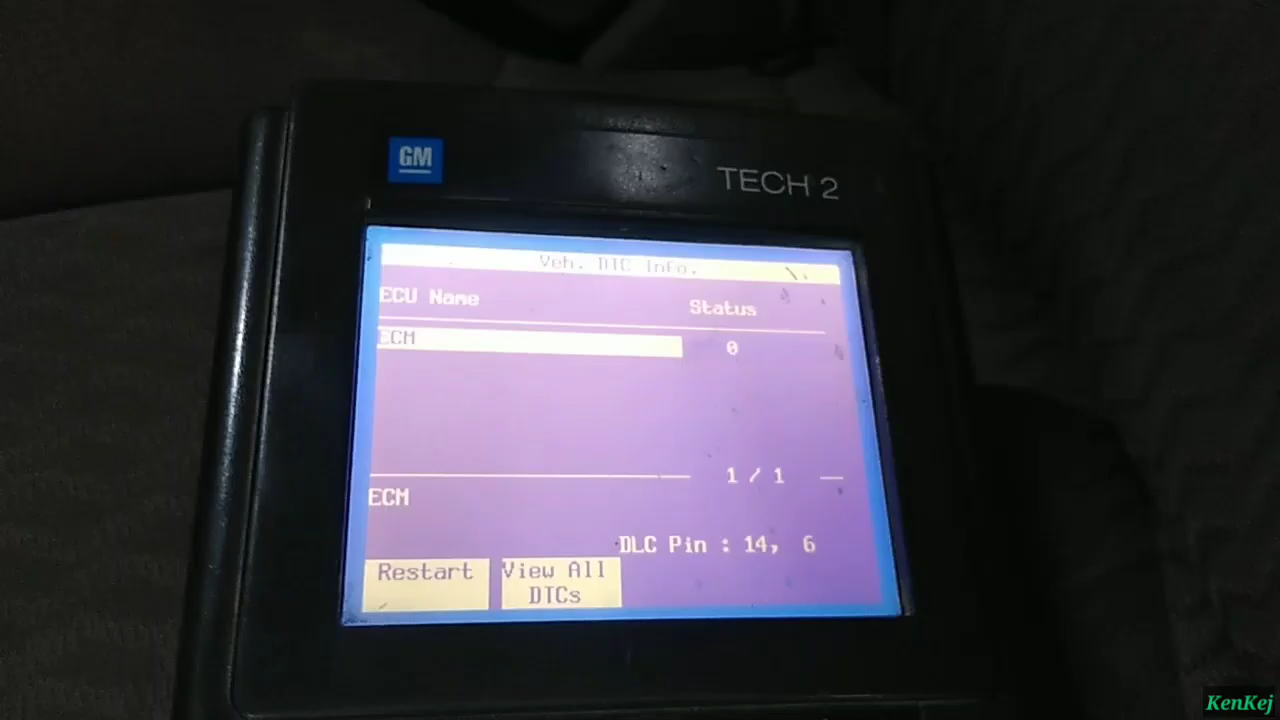 GM
TECH 2
Veh. DTC Info.
ECU Name Status
ECM 0
1 / 1
ECM
DLC Pin : 14, 6
Restart
View All
DTCs
KenKej